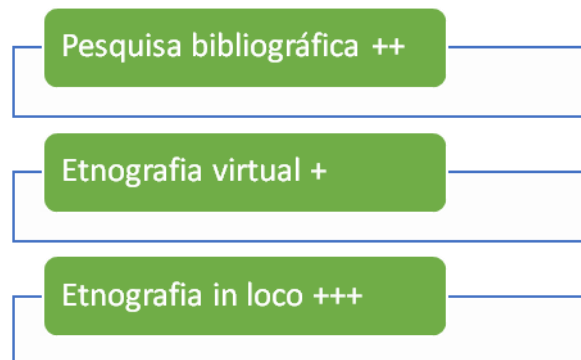 Pesquisa bibliográfica ++
Etnografia virtual +
Etnografia in loco +++